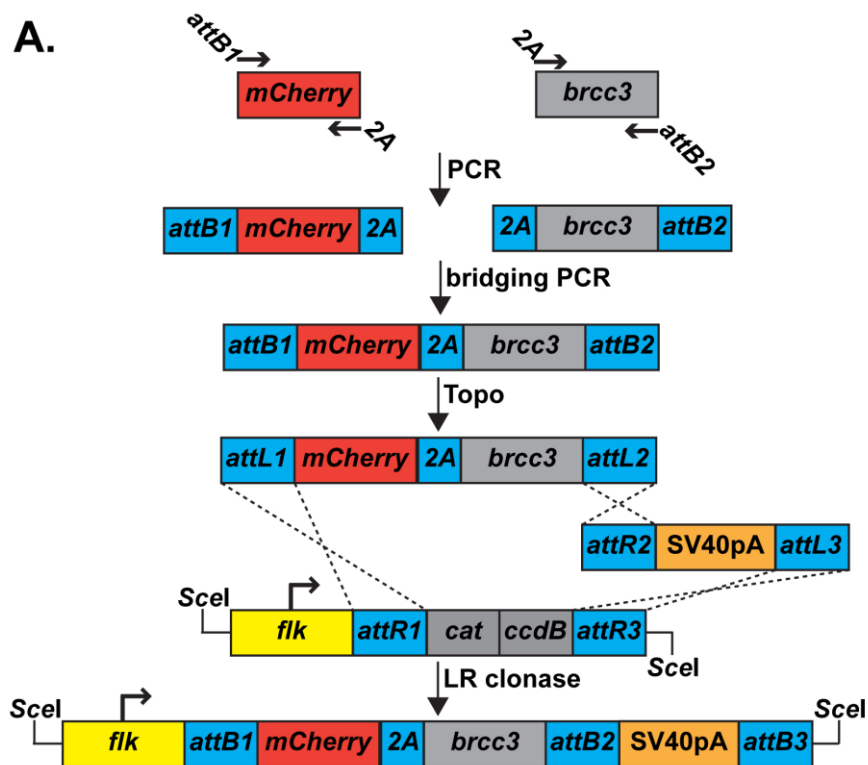 A.
attB1 2A
mCherry brcc3
2A attB2
PCR
attB1 mCherry 2A 2A brcc3 attB2
bridging PCR
attB1 mCherry 2A brcc3 attB2
Topo
attL1 mCherry 2A brcc3 attL2
attR2 SV40pA attL3
SceI
flk attR1 cat ccdB attR3
SceI
LR clonase
SceI SceI
flk attB1 mCherry 2A brcc3 attB2 SV40pA attB3